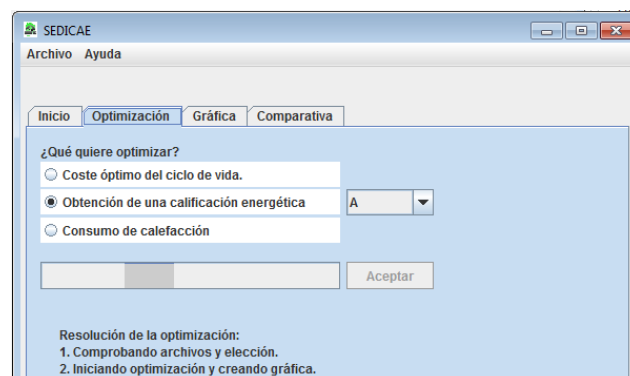 SEDICAE
Archivo Ayuda
Inicio Optimización Gráfica Comparativa
¿Qué quiere optimizar?
Coste óptimo del ciclo de vida.
Obtención de una calificación energética A
Consumo de calefacción
Aceptar
Resolución de la optimización:
1. Comprobando archivos y elección.
2. Iniciando optimización y creando gráfica.